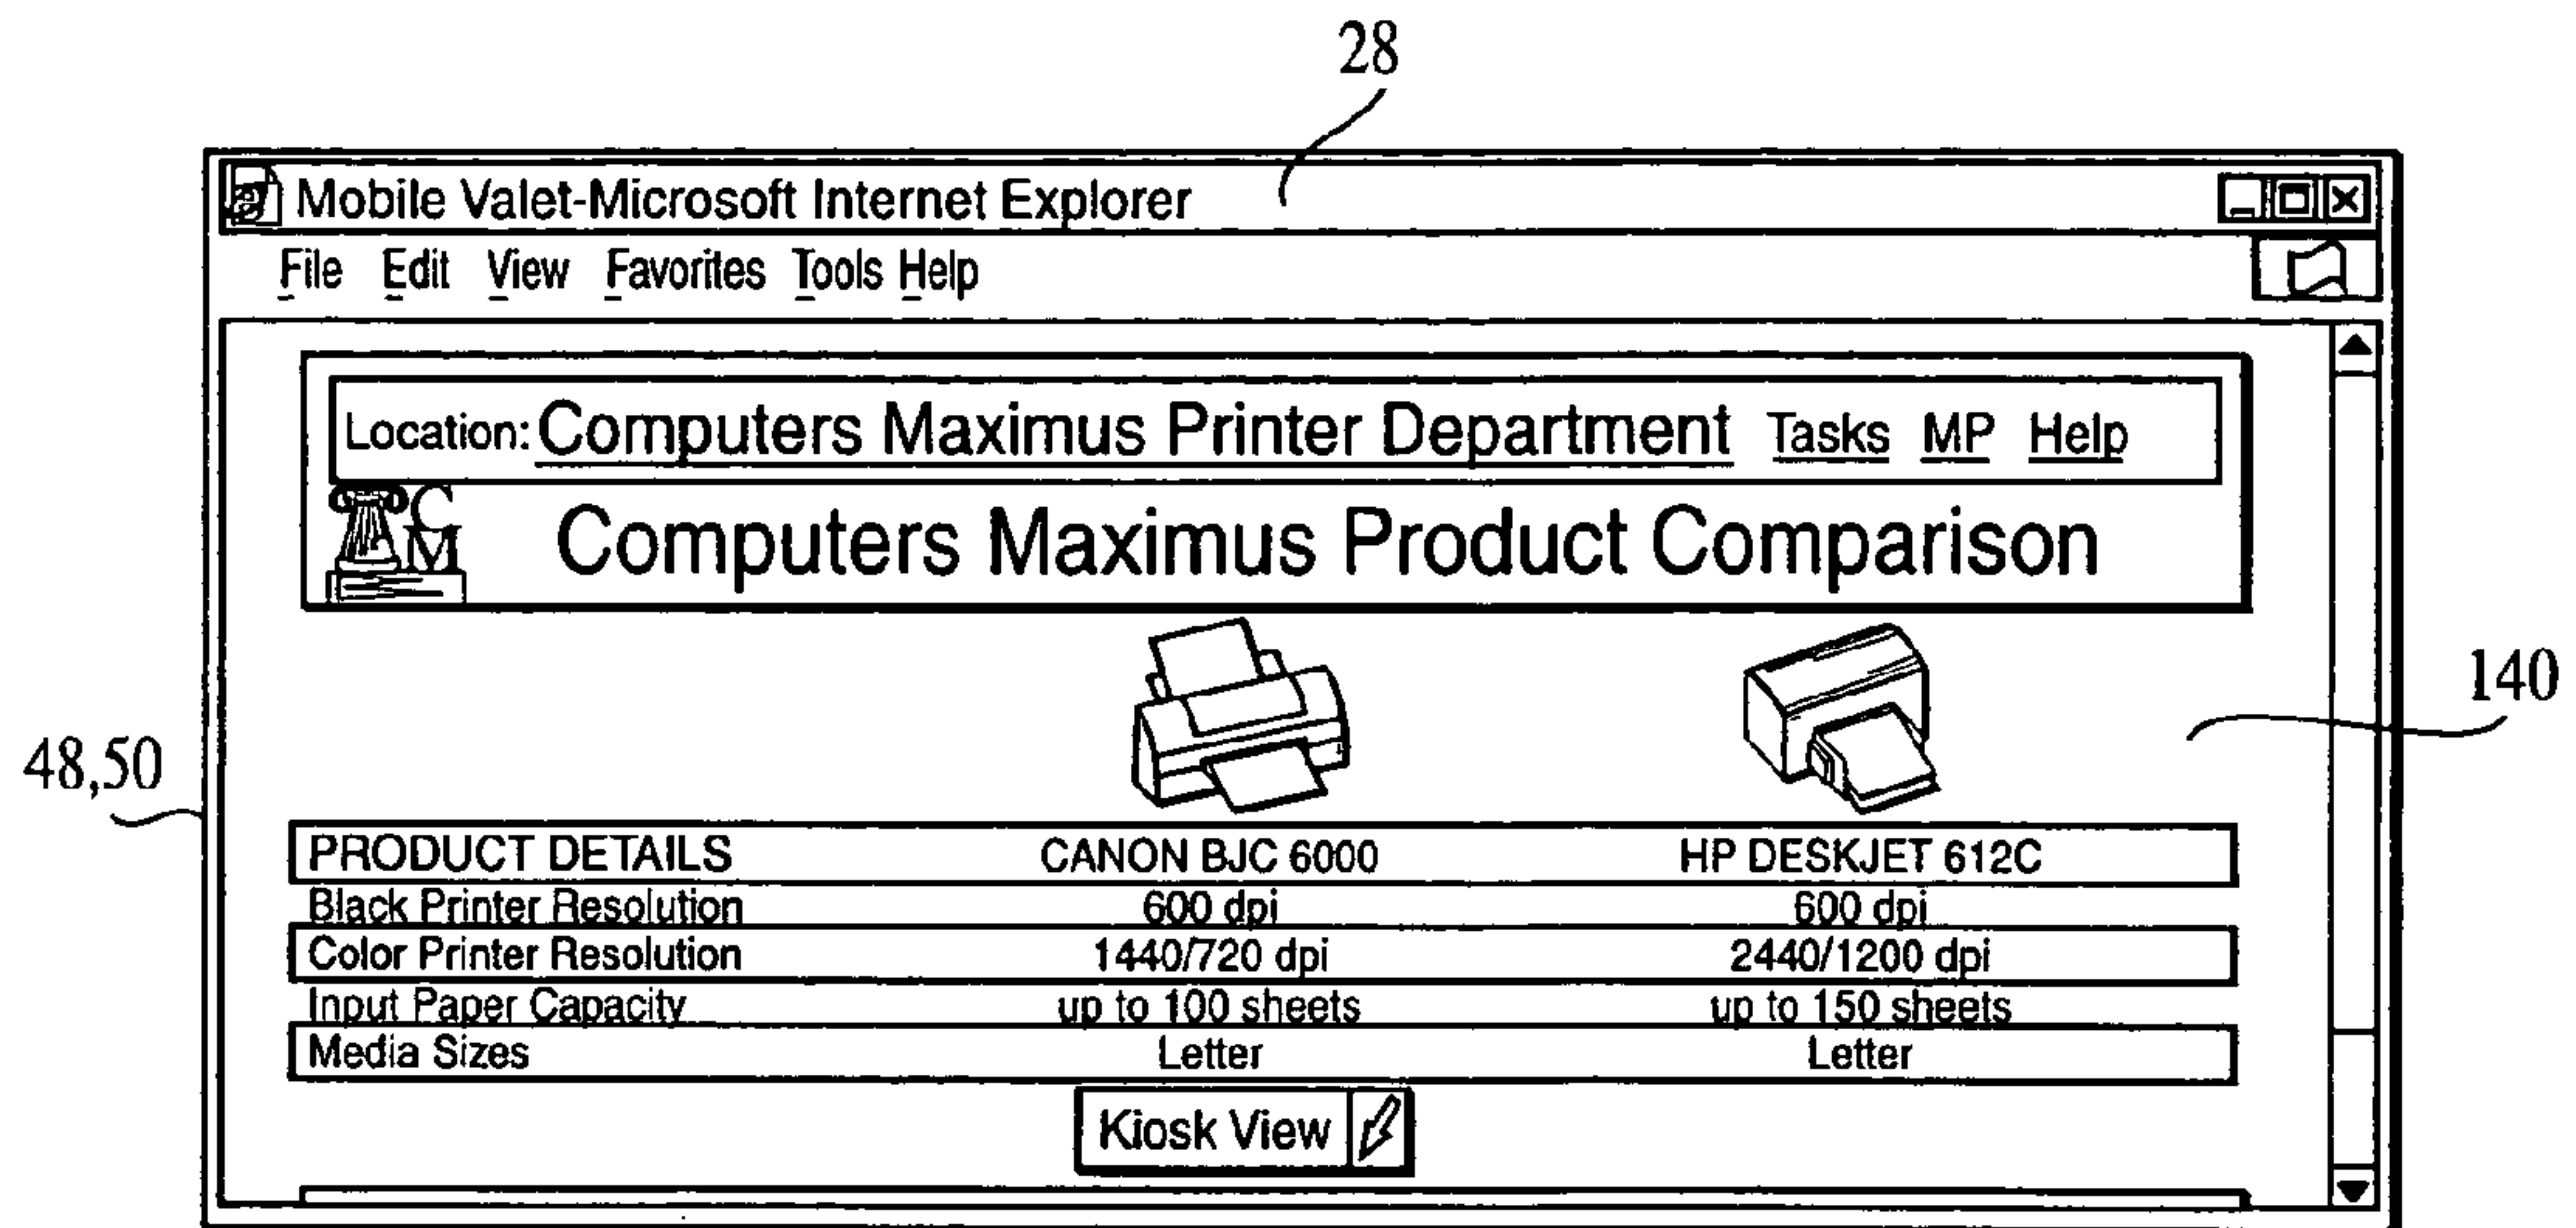 28
Mobile Valet-Microsoft Internet Explorer
File Edit View Favorites Tools Help
Location: Computers Maximus Printer Department Tasks MP Help
CM
Computers Maximus Product Comparison
140
48,50
PRODUCT DETAILS CANON BJC 6000 HP DESKJET 612C
Black Printer Resolution 600 dpi 600 dpi
Color Printer Resolution 1440/720 dpi 2440/1200 dpi
Input Paper Capacity up to 100 sheets up to 150 sheets
Media Sizes Letter Letter
Kiosk View